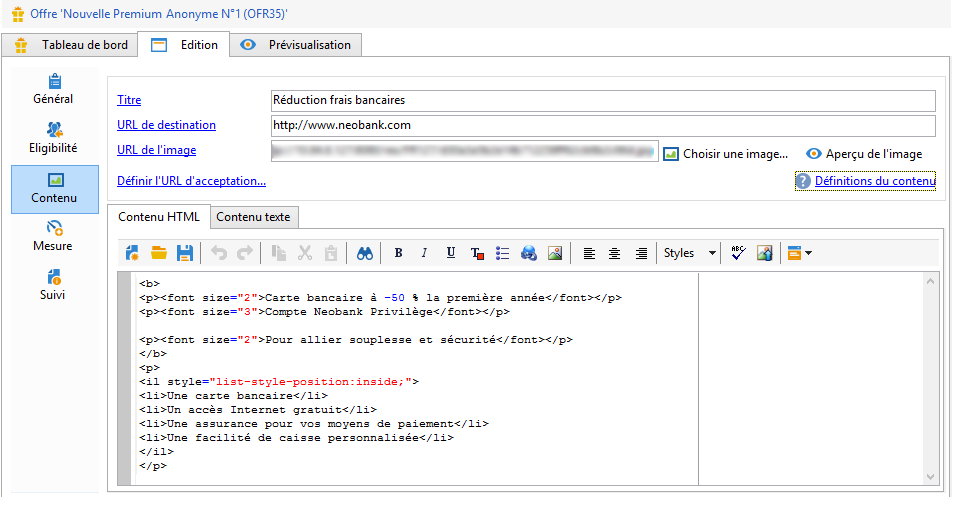 Offre 'Nouvelle Premium Anonyme N°1 (OFR35)'
Tableau de bord Edition Prévisualisation
Général
Eligibilité
Contenu
Mesure
Suivi
Titre Réduction frais bancaires
URL de destination http://www.neobank.com
URL de l'image Choisir une image... Aperçu de l'image
Définir l'URL d'acceptation... Définitions du contenu
Contenu HTML Contenu texte
B I U T Styles ABC
<b>
<p><font size="2">Carte bancaire à -50 % la première année</font></p>
<p><font size="3">Compte Neobank Privilège</font></p>
<p><font size="2">Pour allier souplesse et sécurité</font></p>
</b>
<p>
<il style="list-style-position:inside;">
<li>Une carte bancaire</li>
<li>Un accès Internet gratuit</li>
<li>Une assurance pour vos moyens de paiement</li>
<li>Une facilité de caisse personnalisée</li>
</il>
</p>